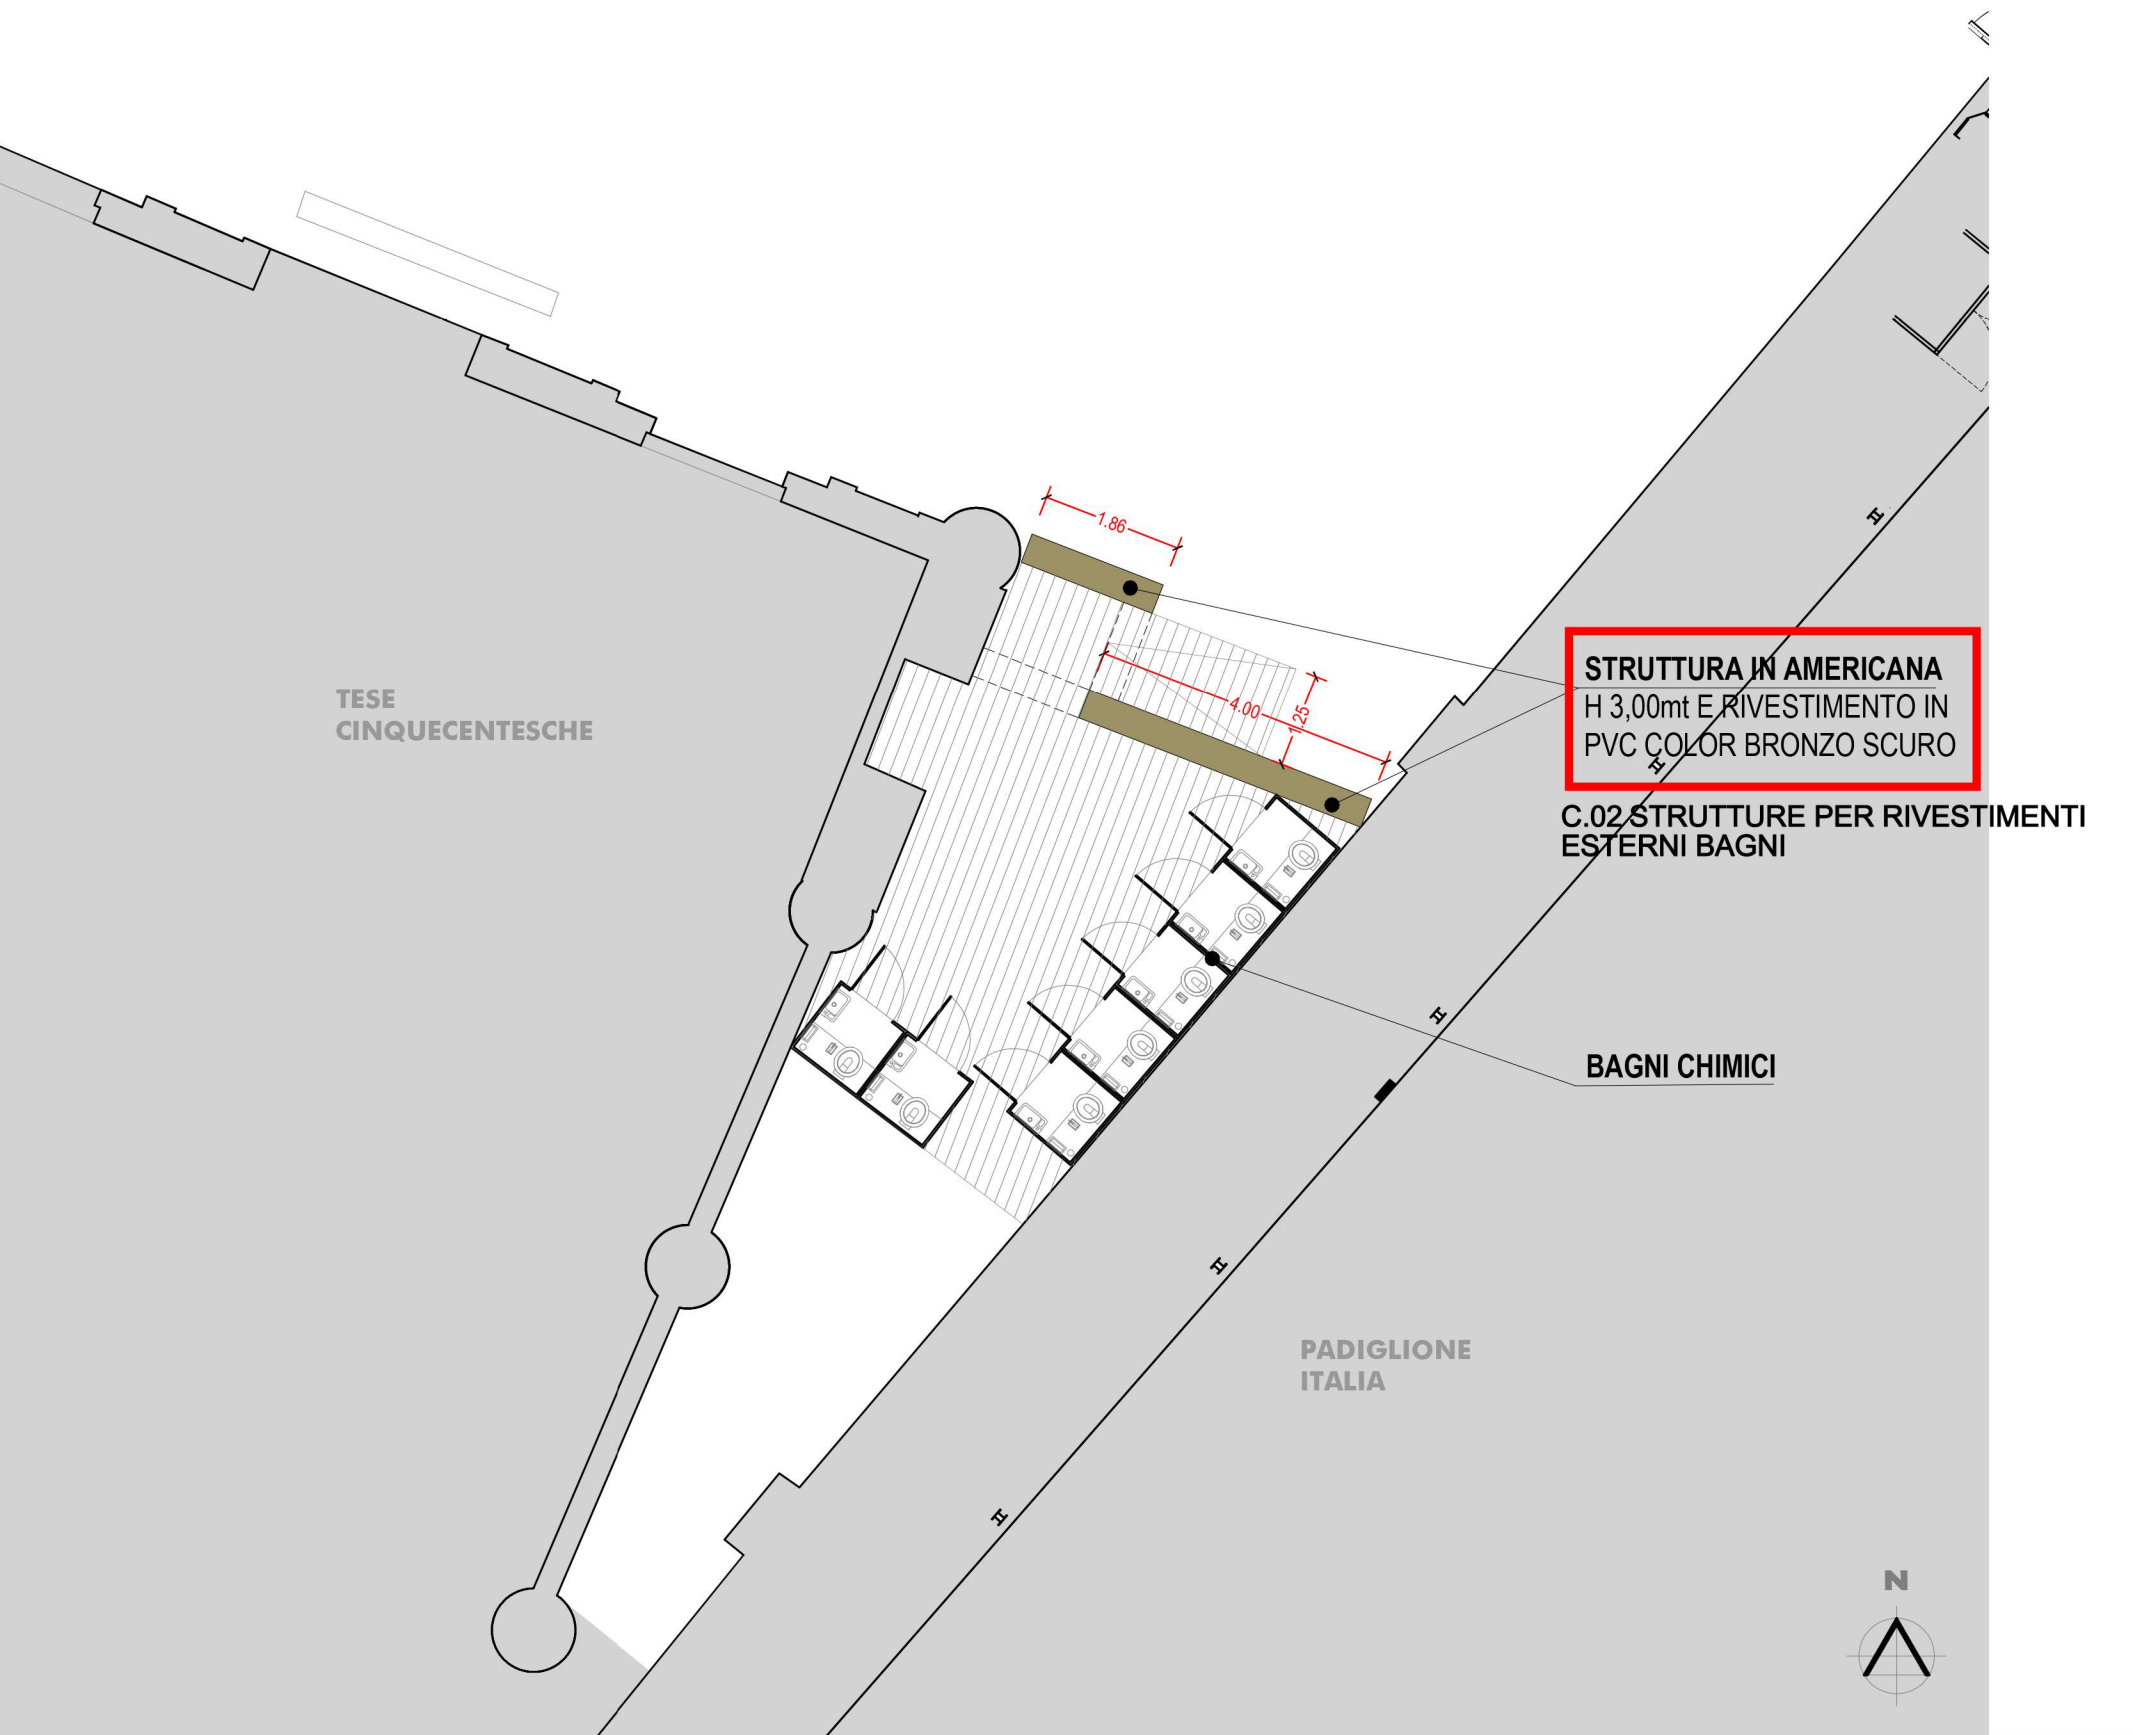 1.86
4.00
1.25
STRUTTURA IN AMERICANA
H 3,00mt E RIVESTIMENTO IN
PVC COLOR BRONZO SCURO
TESE
CINQUECENTESCHE
C.02 STRUTTURE PER RIVESTIMENTI
ESTERNI BAGNI
BAGNI CHIMICI
PADIGLIONE
ITALIA
N